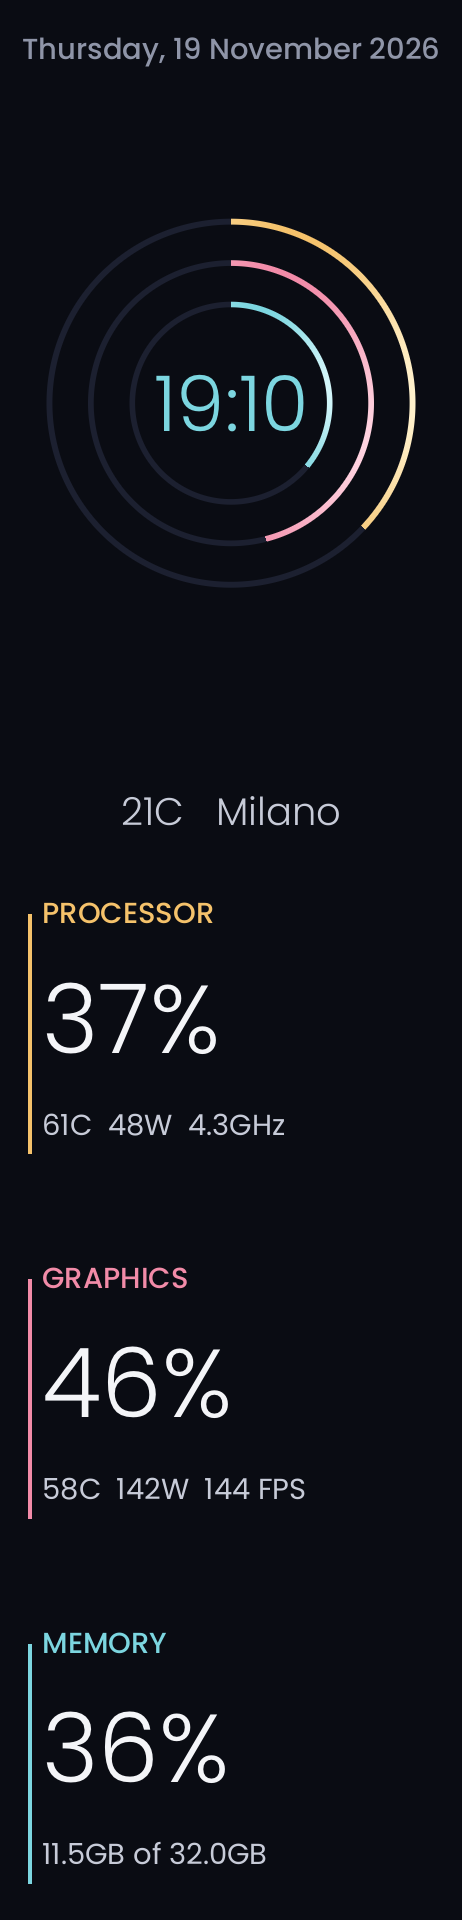 Thursday, 19 November 2026
19:10
21C Milano
PROCESSOR
37%
61C 48W 4.3GHz
GRAPHICS
46%
58C 142W 144 FPS
MEMORY
36%
11.5GB of 32.0GB